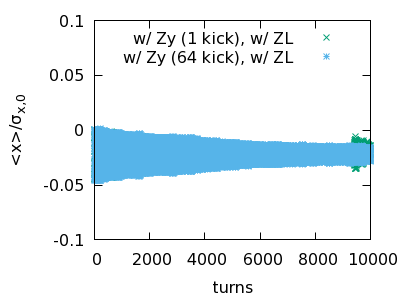 0.1
w/ Zy (1 kick), w/ ZL
w/ Zy (64 kick), w/ ZL
0.05
0
-0.05
-0.1
<x>/σx,0
0 2000 4000 6000 8000 10000
turns